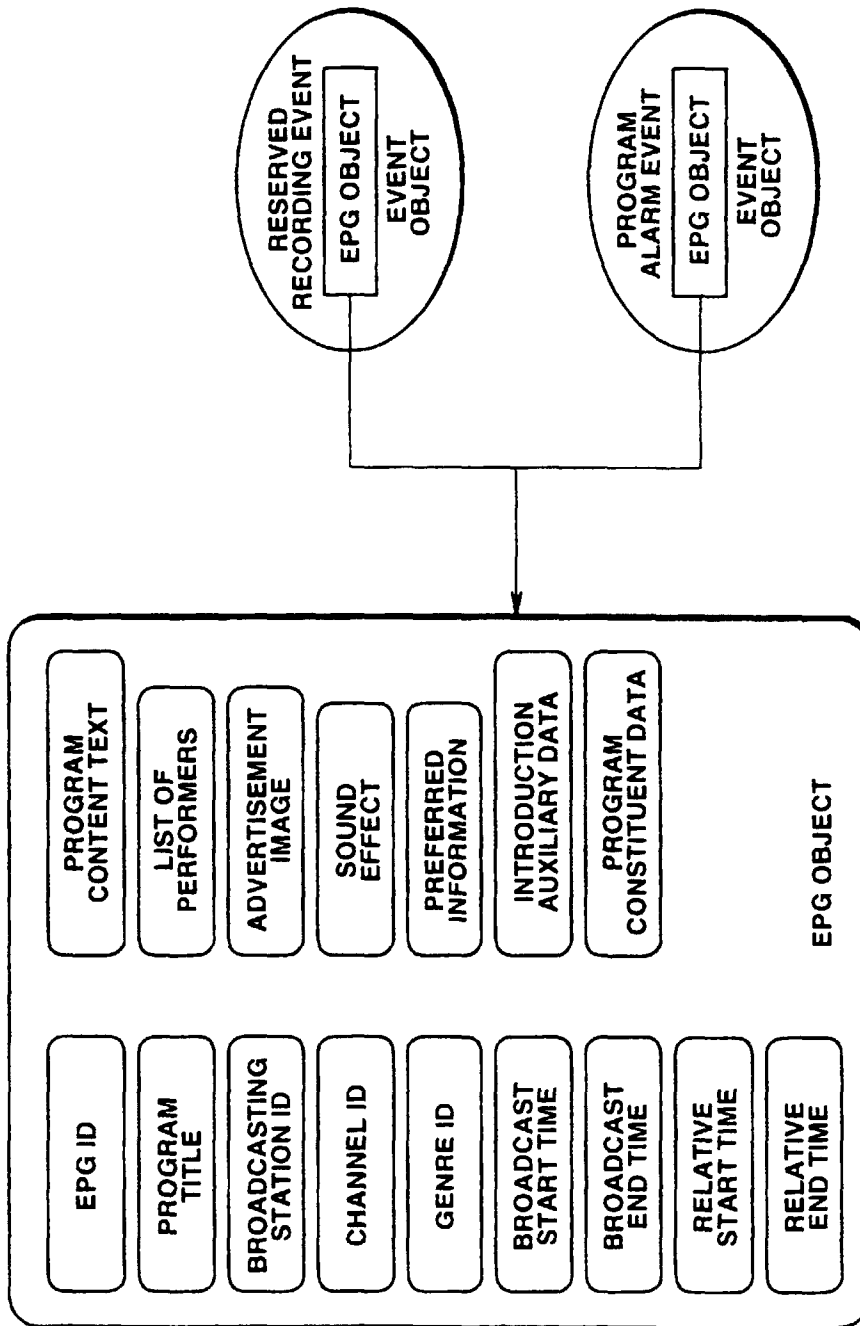 EPG ID
PROGRAM
TITLE
BROADCASTING
STATION ID
CHANNEL ID
GENRE ID
BROADCAST
START TIME
BROADCAST
END TIME
RELATIVE
START TIME
RELATIVE
END TIME
PROGRAM
CONTENT TEXT
LIST OF
PERFORMERS
ADVERTISEMENT
IMAGE
SOUND
EFFECT
PREFERRED
INFORMATION
INTRODUCTION
AUXILIARY DATA
PROGRAM
CONSTITUENT DATA
EPG OBJECT
RESERVED
RECORDING EVENT
EPG OBJECT
EVENT
OBJECT
PROGRAM
ALARM EVENT
EPG OBJECT
EVENT
OBJECT